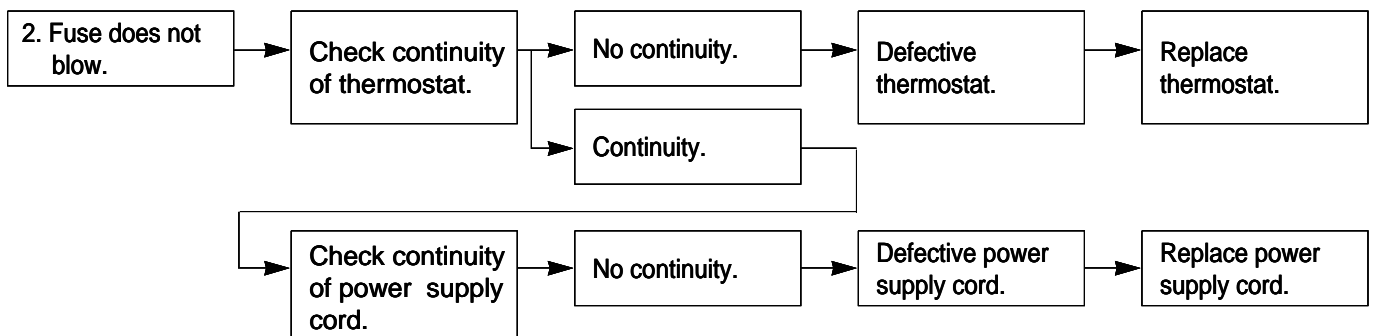 2. Fuse does not
blow.
Check continuity
of thermostat.
No continuity.
Defective
thermostat.
Replace
thermostat.
Continuity.
Check continuity
of power supply
cord.
No continuity.
Defective power
supply cord.
Replace power
supply cord.